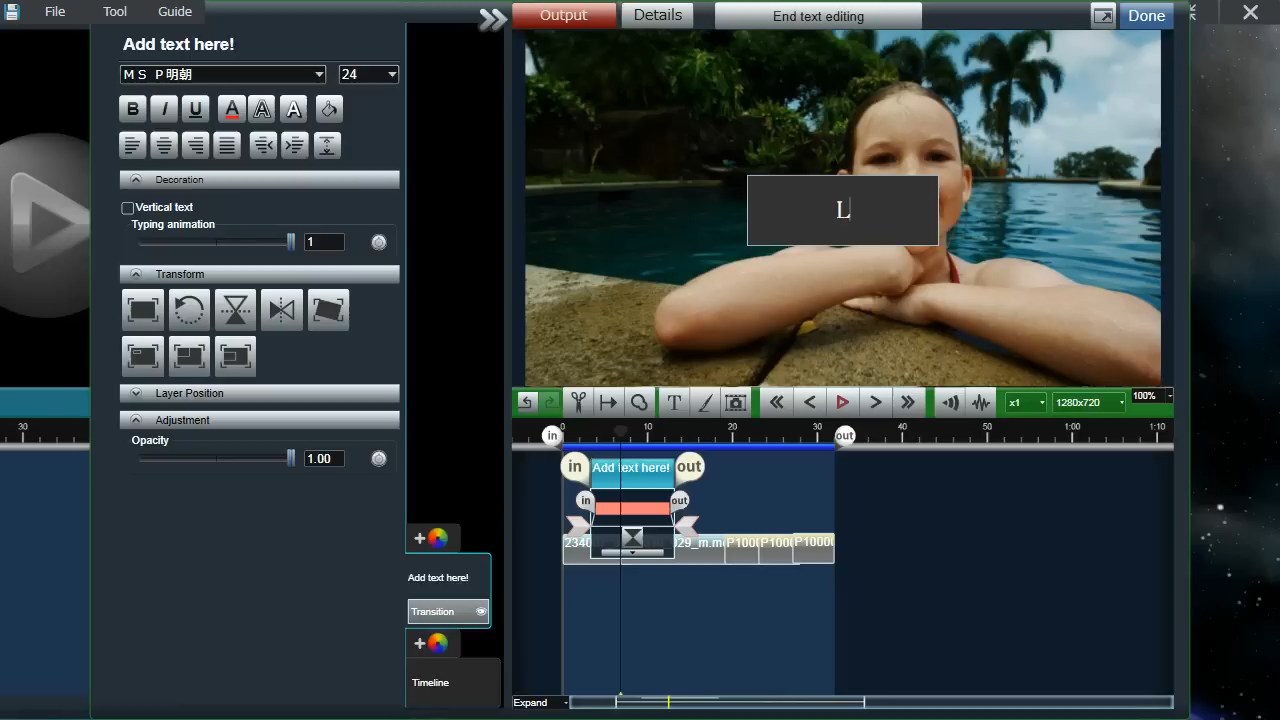 File Tool Guide
Output Details End text editing Done
Add text here!
ＭＳ Ｐ明朝 24
B I U A A A
Decoration
Vertical text
Typing animation
1
Transform
Layer Position
Adjustment
Opacity
1.00
L
T x1 1280x720 100%
30
in 0 10 20 30 out 40 50 1:00 1:10
in Add text here! out
in out
029_m.m P100( P100( P100(
Add text here!
Transition
Timeline
Expand